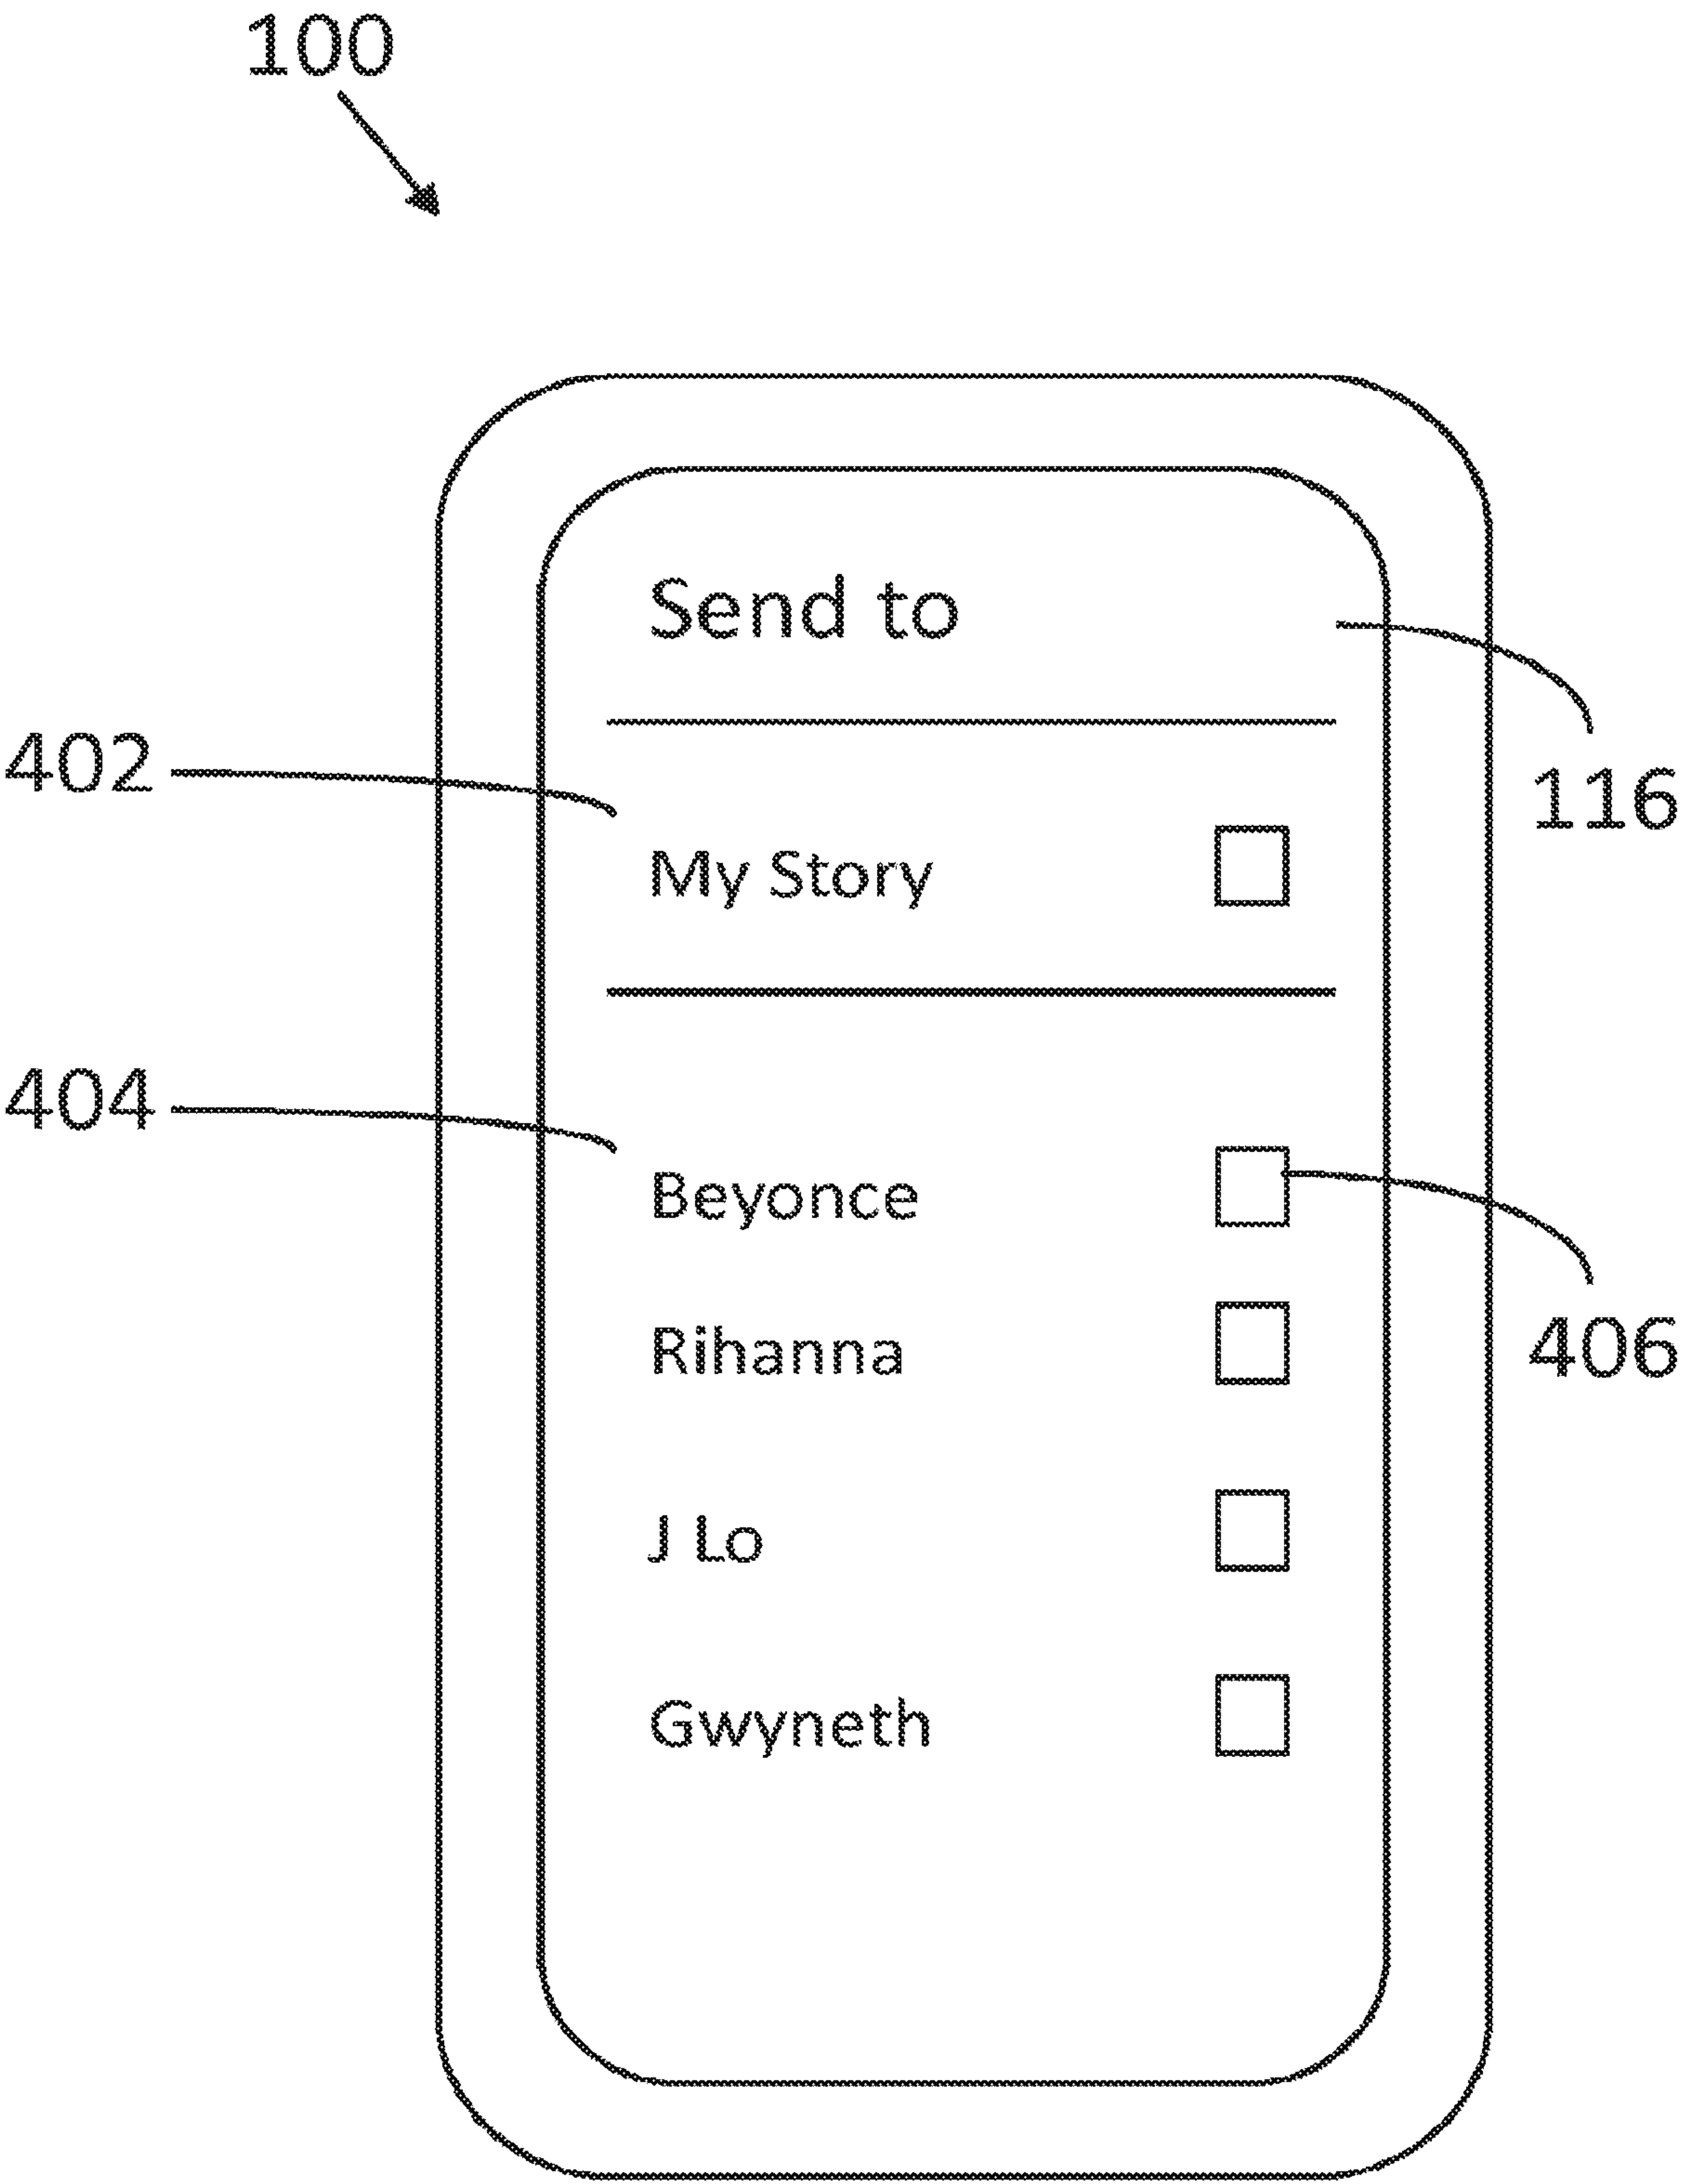 100
Send to
116
402
My Story
404
Beyonce
406
Rihanna
J Lo
Gwyneth